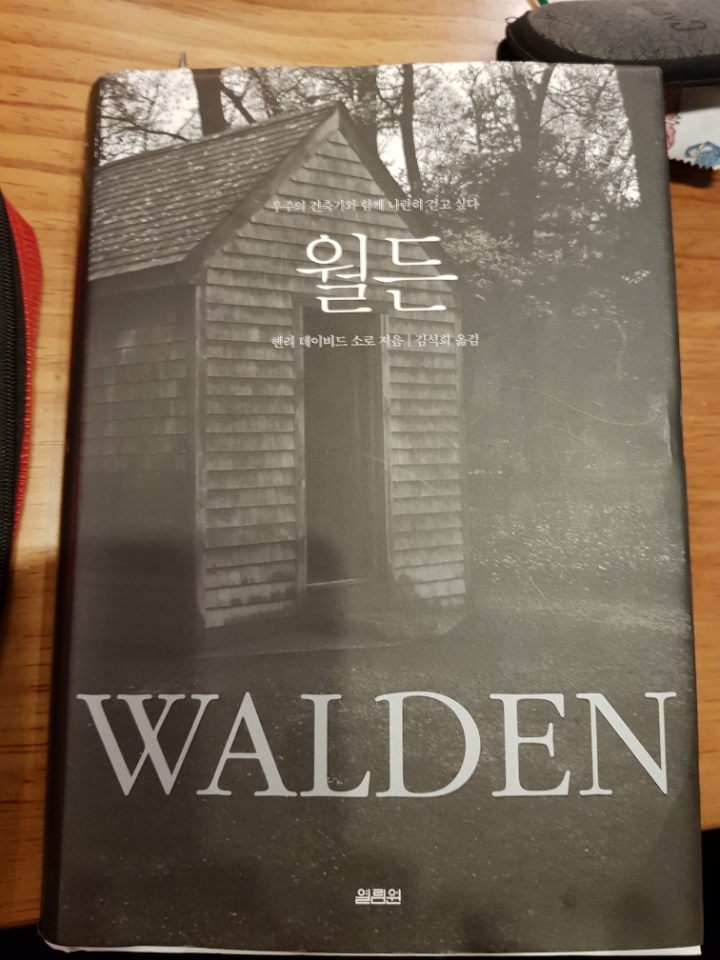 우주의 건축가와 함께 나란히 걷고 싶다
월든
헨리 데이비드 소로 지음 | 김석희 옮김
WALDEN
열림원